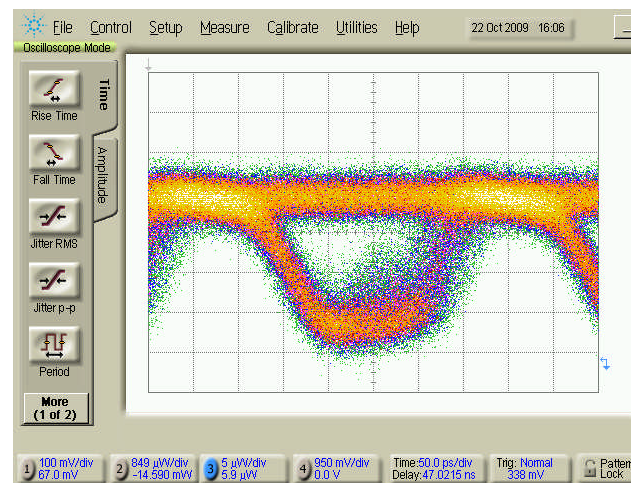 File Control Setup Measure Calibrate Utilities Help 22 Oct 2009 16:06
Oscilloscope Mode
Time
Amplitude
Rise Time
Fall Time
Jitter RMS
Jitter p-p
Period
More
(1 of 2)
1 100 mV/div 2 849 µW/div 3 5 µW/div 4 950 mV/div Time:50.0 ps/div Trig: Normal Pattern
67.0 mV -14.590 mW 5.9 µW 0.0 V Delay:47.0215 ns 338 mV Lock